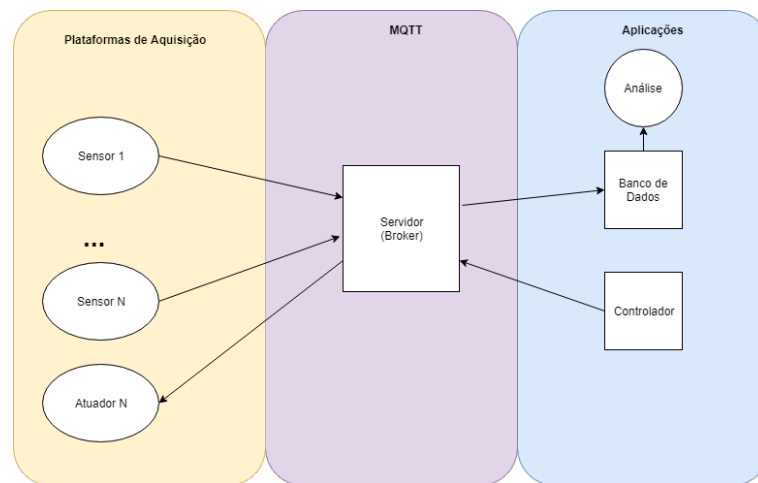 Plataformas de Aquisição
MQTT
Aplicações
Análise
Sensor 1
Banco de
Dados
Servidor
(Broker)
...
Sensor N
Controlador
Atuador N